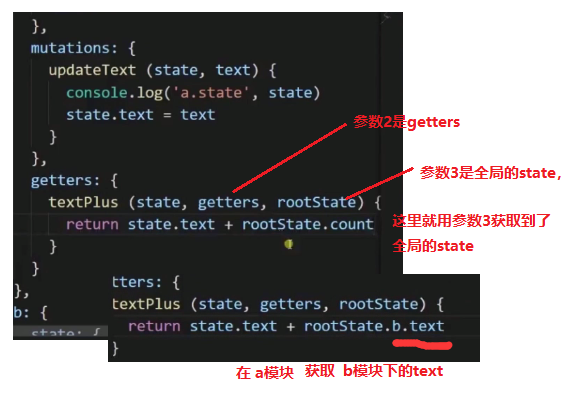 },
mutations: {
updateText (state, text) {
console.log('a.state', state)
state.text = text
}
},
getters: {
textPlus (state, getters, rootState) {
return state.text + rootState.count
}
}
},
b: {
state: {
参数2是getters
参数3是全局的state，
这里就用参数3获取到了
全局的state
tters: {
textPlus (state, getters, rootState) {
return state.text + rootState.b.text
}
在 a模块 获取 b模块下的text